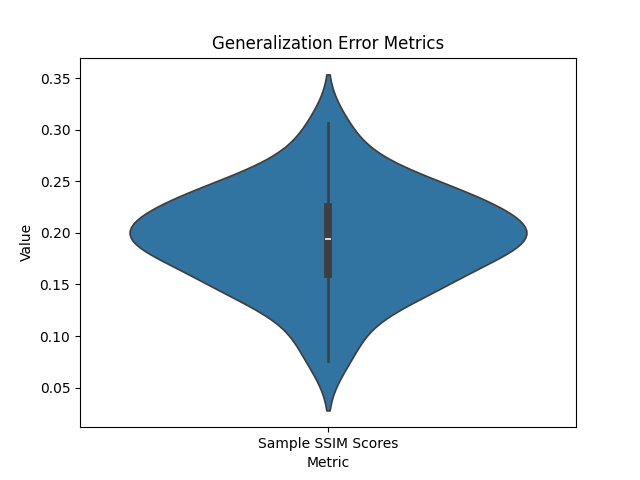 Generalization Error Metrics
0.35
0.30
0.25
0.20
0.15
0.10
0.05
Value
Sample SSIM Scores
Metric